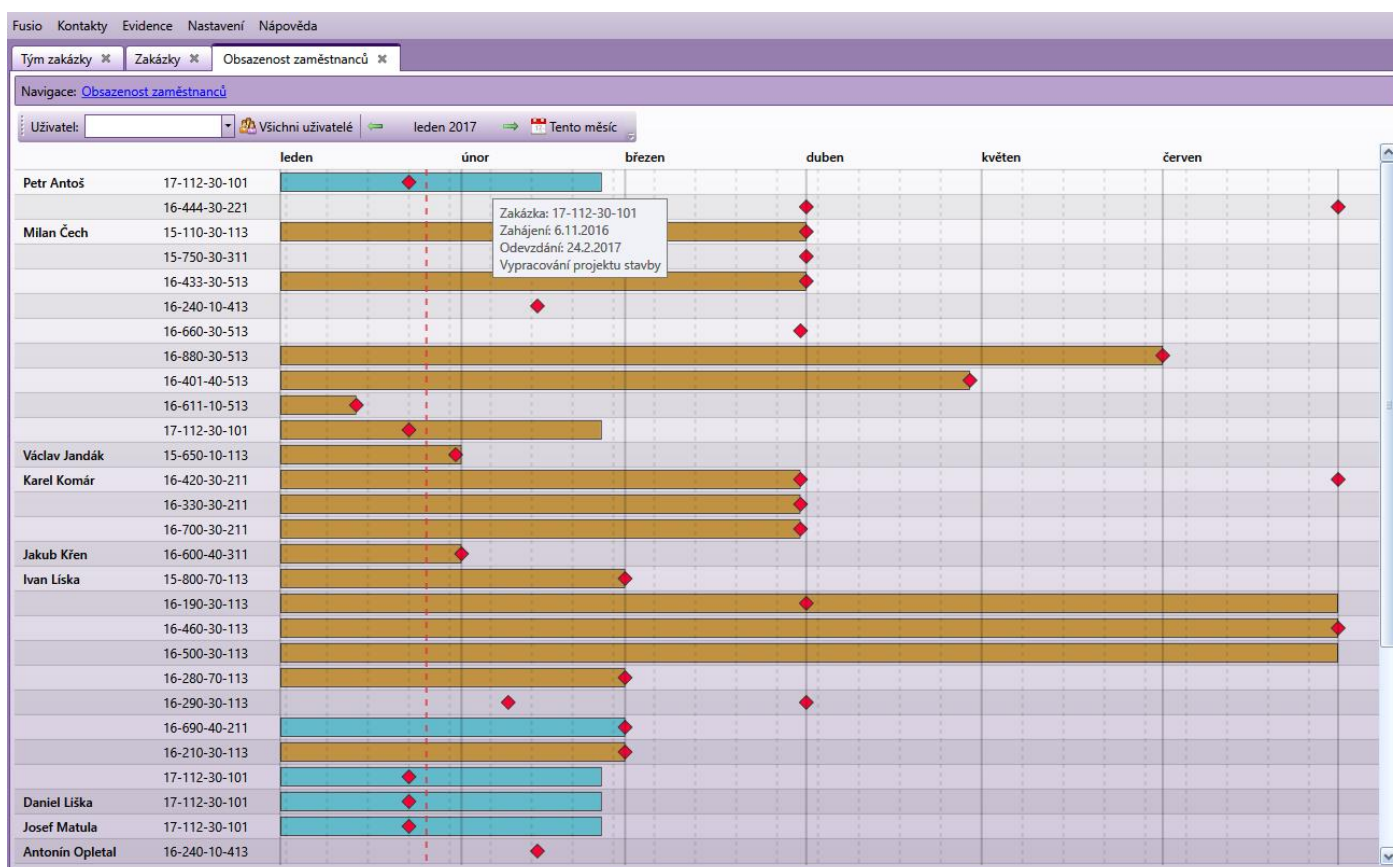 Fusio Kontakty Evidence Nastavení Nápověda
Tým zakázky Zakázky Obsazenost zaměstnanců
Navigace: Obsazenost zaměstnanců
Uživatel: Všichni uživatelé leden 2017 Tento měsíc
leden únor březen duben květen červen
Petr Antoš 17-112-30-101
16-444-30-221
Zakázka: 17-112-30-101
Zahájení: 6.11.2016
Odevzdání: 24.2.2017
Vypracování projektu stavby
Milan Čech 15-110-30-113
15-750-30-311
16-433-30-513
16-240-10-413
16-660-30-513
16-880-30-513
16-401-40-513
16-611-10-513
17-112-30-101
Václav Jandák 15-650-10-113
Karel Komár 16-420-30-211
16-330-30-211
16-700-30-211
Jakub Křen 16-600-40-311
Ivan Líska 15-800-70-113
16-190-30-113
16-460-30-113
16-500-30-113
16-280-70-113
16-290-30-113
16-690-40-211
16-210-30-113
17-112-30-101
Daniel Liška 17-112-30-101
Josef Matula 17-112-30-101
Antonín Opletal 16-240-10-413